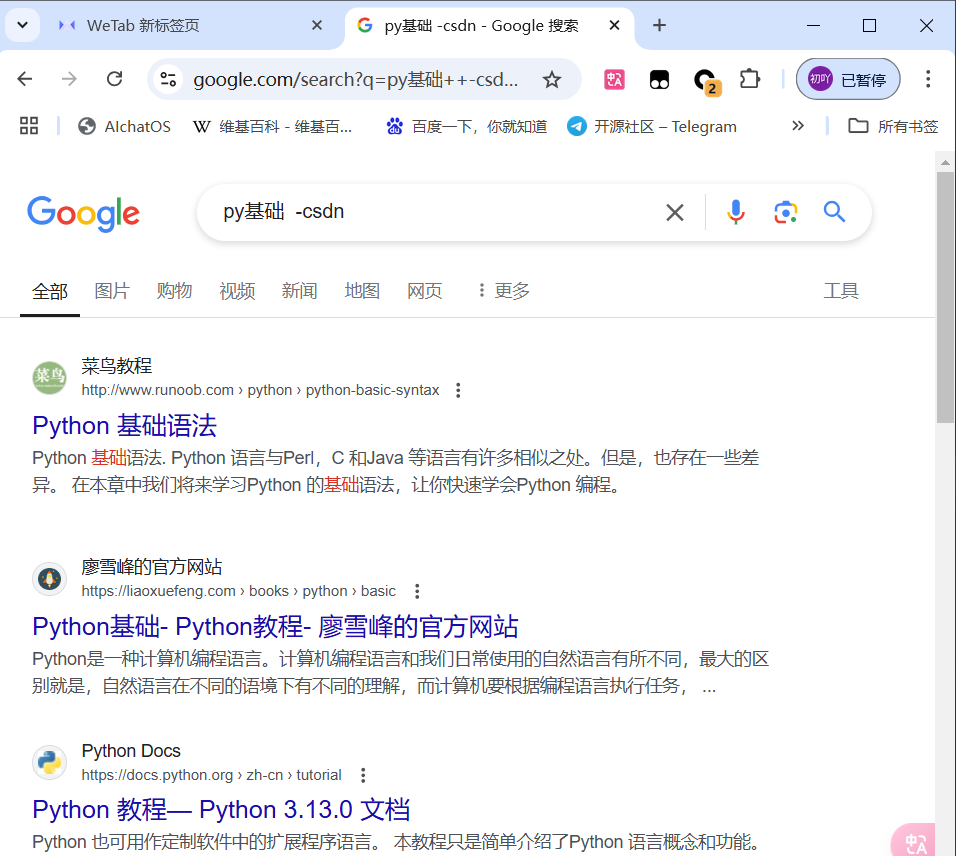 WeTab 新标签页
py基础 -csdn - Google 搜索
google.com/search?q=py基础++-csd...
2
初吖 已暂停
AIchatOS
W 维基百科 - 维基百...
百度一下，你就知道
开源社区 – Telegram
所有书签
Google
py基础  -csdn
全部 图片 购物 视频 新闻 地图 网页 更多 工具
菜鸟
菜鸟教程
http://www.runoob.com › python › python-basic-syntax
Python 基础语法
Python 基础语法. Python 语言与Perl，C 和Java 等语言有许多相似之处。但是，也存在一些差
异。 在本章中我们将来学习Python 的基础语法，让你快速学会Python 编程。
廖雪峰的官方网站
https://liaoxuefeng.com › books › python › basic
Python基础- Python教程- 廖雪峰的官方网站
Python是一种计算机编程语言。计算机编程语言和我们日常使用的自然语言有所不同，最大的区
别就是，自然语言在不同的语境下有不同的理解，而计算机要根据编程语言执行任务， ...
Python Docs
https://docs.python.org › zh-cn › tutorial
Python 教程— Python 3.13.0 文档
Python 也可用作定制软件中的扩展程序语言。 本教程只是简单介绍了Python 语言概念和功能。